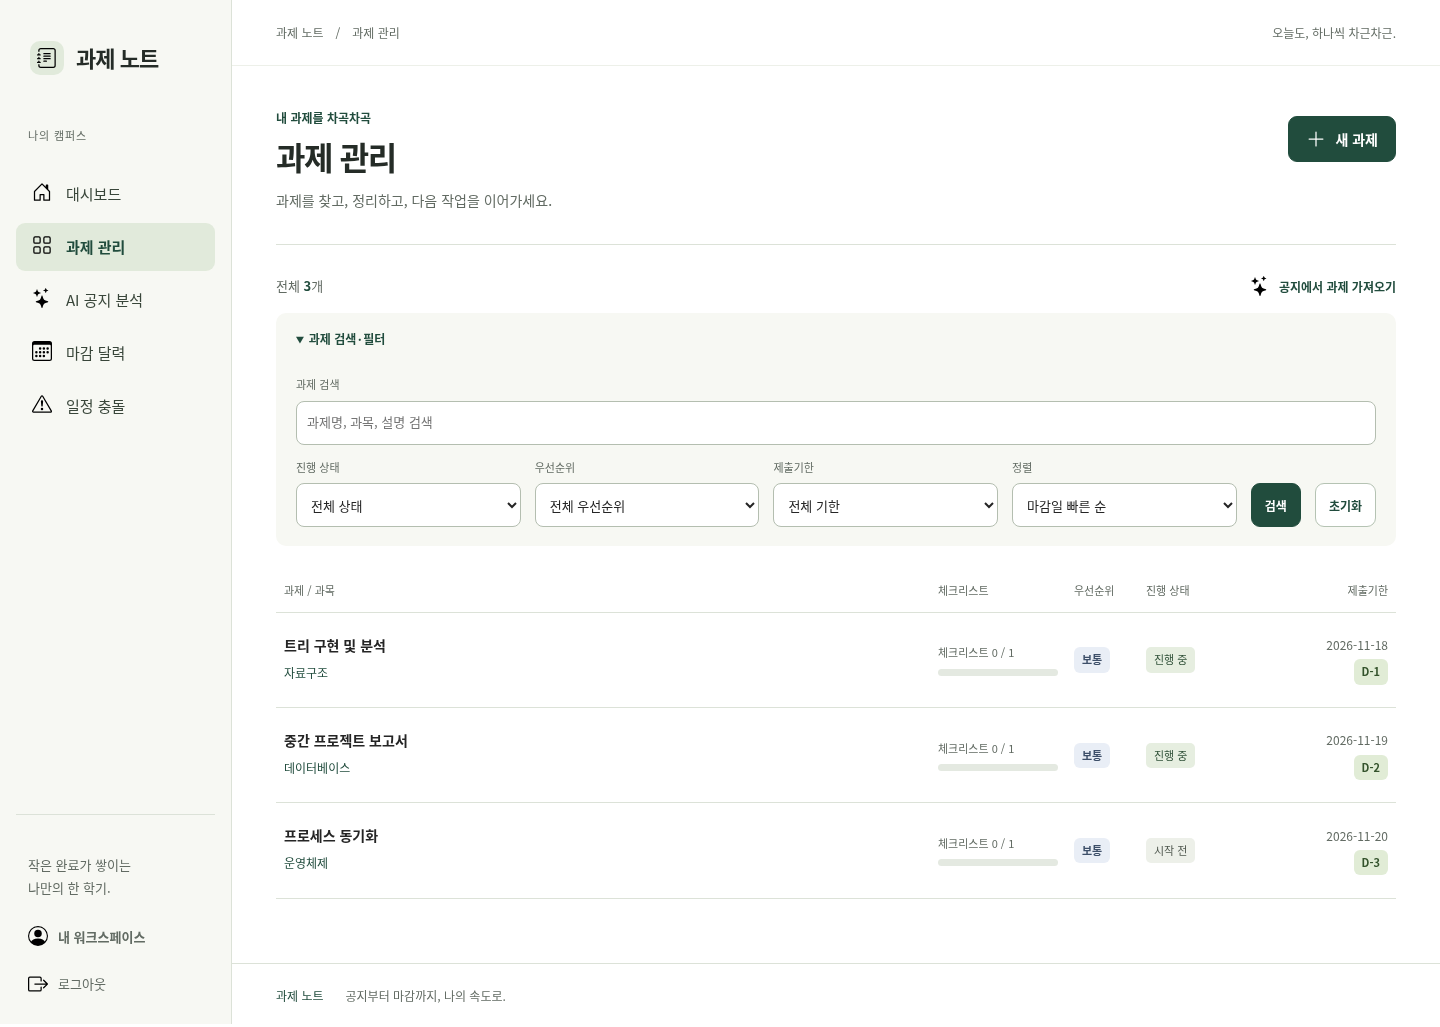 과제 노트
나의 캠퍼스
대시보드
과제 관리
AI 공지 분석
마감 달력
일정 충돌
작은 완료가 쌓이는
나만의 한 학기.
내 워크스페이스
로그아웃
과제 노트 / 과제 관리
오늘도, 하나씩 차근차근.
내 과제를 차곡차곡
과제 관리
과제를 찾고, 정리하고, 다음 작업을 이어가세요.
새 과제
전체 3개
공지에서 과제 가져오기
▼ 과제 검색·필터
과제 검색
과제명, 과목, 설명 검색
진행 상태 우선순위 제출기한 정렬
전체 상태 전체 우선순위 전체 기한 마감일 빠른 순 검색 초기화
과제 / 과목 체크리스트 우선순위 진행 상태 제출기한
트리 구현 및 분석
자료구조
체크리스트 0 / 1
보통
진행 중
2026-11-18
D-1
중간 프로젝트 보고서
데이터베이스
체크리스트 0 / 1
보통
진행 중
2026-11-19
D-2
프로세스 동기화
운영체제
체크리스트 0 / 1
보통
시작 전
2026-11-20
D-3
과제 노트 공지부터 마감까지, 나의 속도로.